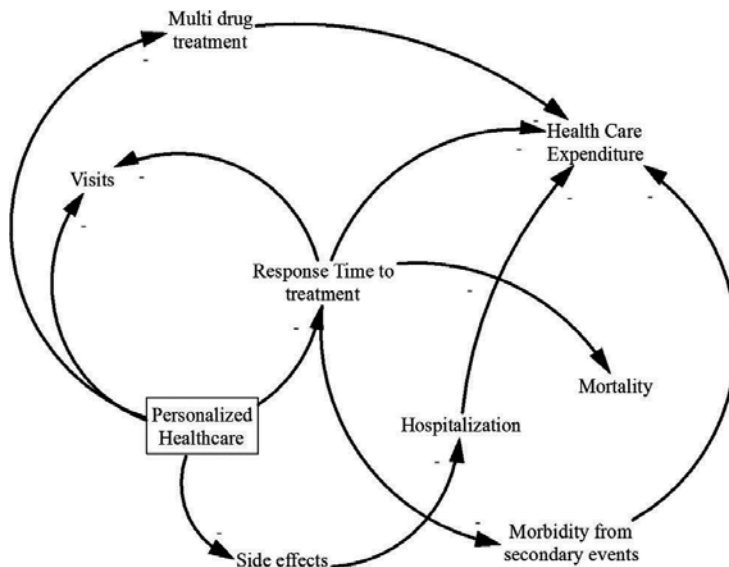 Multi drug
treatment
-
-
Health Care
Expenditure
-
Visits
-
-
-
-
Response Time to
treatment
-
-
Mortality
Personalized
Healthcare
Hospitalization
-
-
-
Side effects
Morbidity from
secondary events